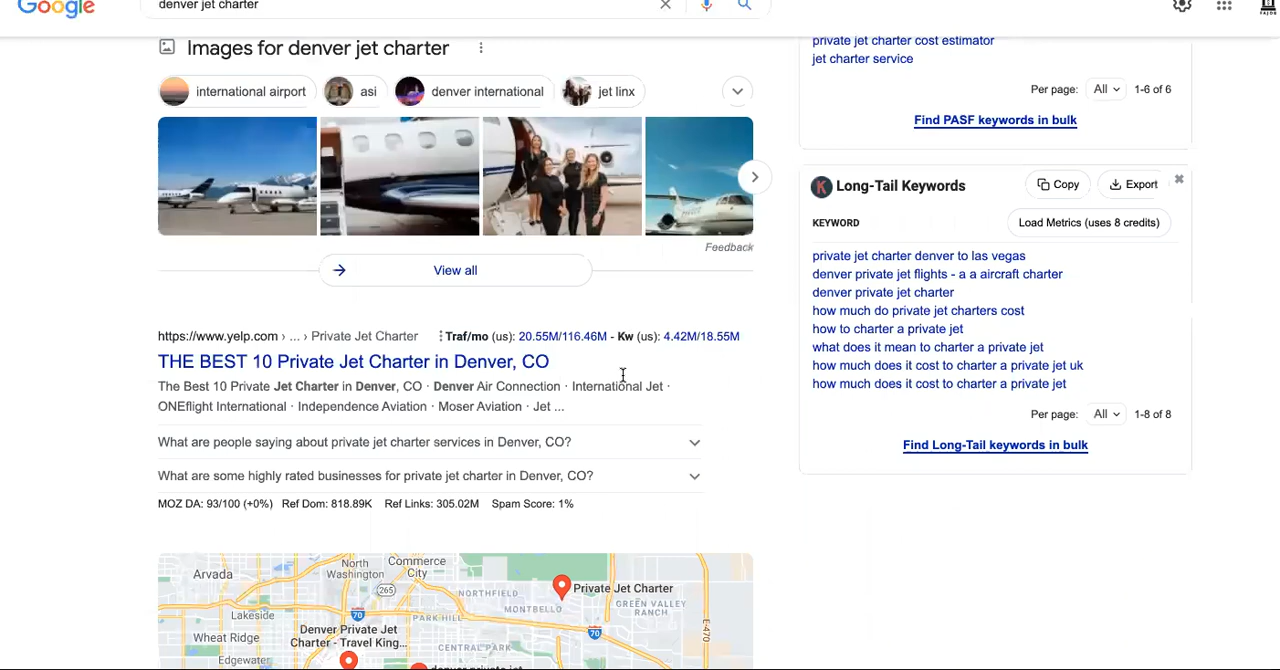 Google
denver jet charter
Images for denver jet charter
international airport
asi
denver international
jet linx
Feedback
View all
https://www.yelp.com › ... › Private Jet Charter
Traf/mo (us): 20.55M/116.46M - Kw (us): 4.42M/18.55M
THE BEST 10 Private Jet Charter in Denver, CO
The Best 10 Private Jet Charter in Denver, CO · Denver Air Connection · International Jet ·
ONEflight International · Independence Aviation · Moser Aviation · Jet ...
What are people saying about private jet charter services in Denver, CO?
What are some highly rated businesses for private jet charter in Denver, CO?
MOZ DA: 93/100 (+0%) Ref Dom: 818.89K Ref Links: 305.02M Spam Score: 1%
Arvada
North
Washington
Commerce
City
265
Private Jet Charter
NORTHFIELD
MONTBELLO
GREEN VALLEY
RANCH
Lakeside
70
PARK HILL
70
E-470
Wheat Ridge
Denver Private Jet
Charter - Travel King...
CENTRAL PARK
Edgewater
denver private jet
private jet charter cost estimator
jet charter service
Per page: All 1-6 of 6
Find PASF keywords in bulk
K Long-Tail Keywords
Copy
Export
KEYWORD
Load Metrics (uses 8 credits)
private jet charter denver to las vegas
denver private jet flights - a a aircraft charter
denver private jet charter
how much do private jet charters cost
how to charter a private jet
what does it mean to charter a private jet
how much does it cost to charter a private jet uk
how much does it cost to charter a private jet
Per page: All 1-8 of 8
Find Long-Tail keywords in bulk